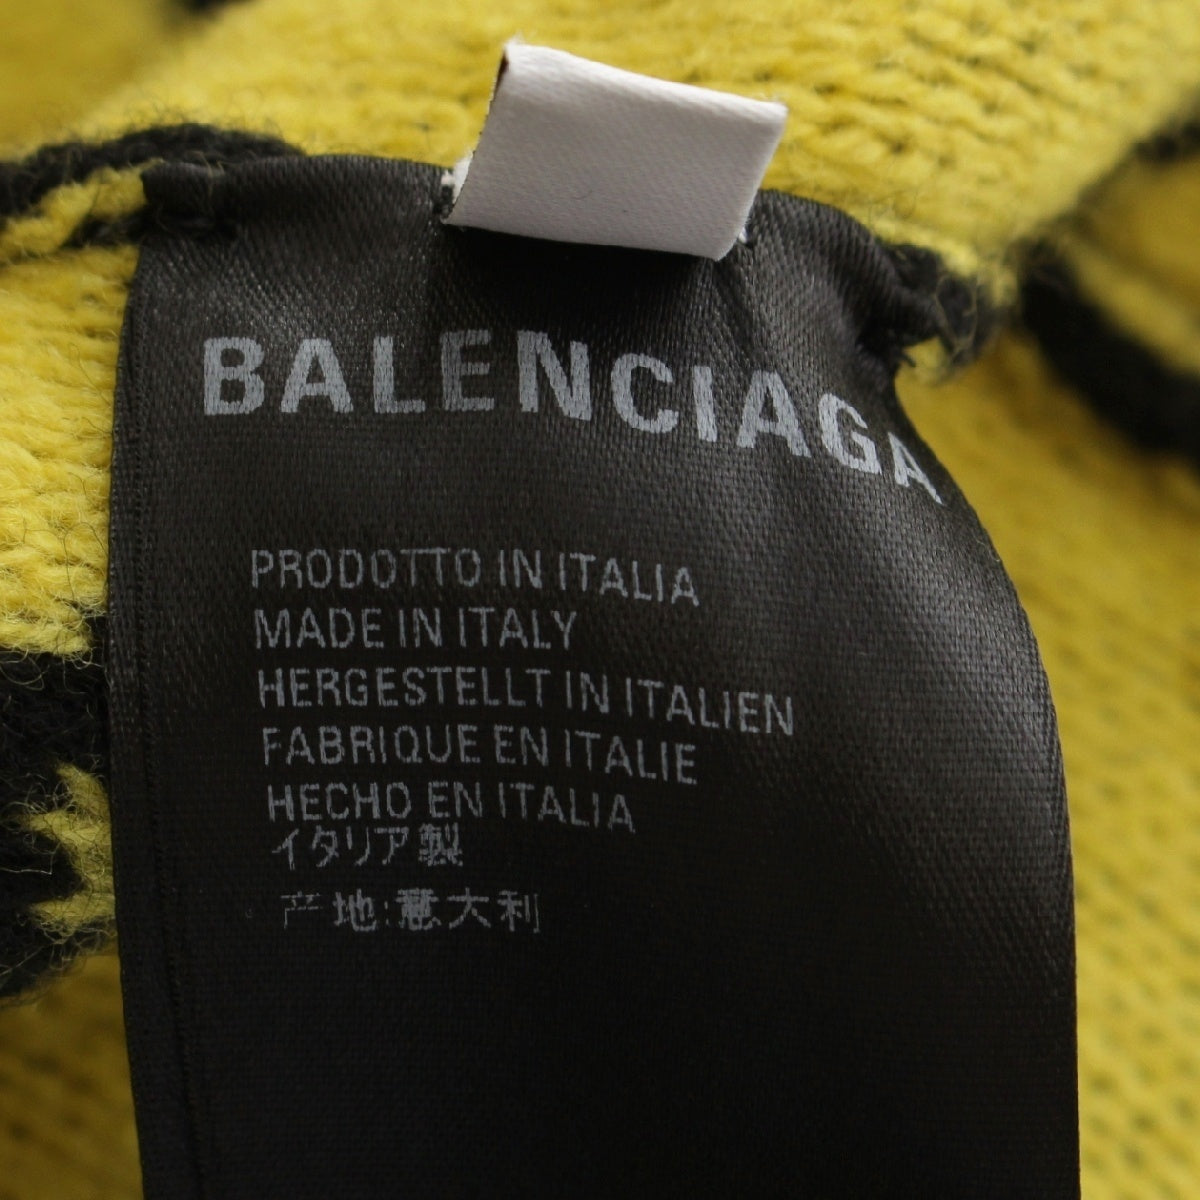 BALENCIAGA
PRODOTTO IN ITALIA
MADE IN ITALY
HERGESTELLT IN ITALIEN
FABRIQUE EN ITALIE
HECHO EN ITALIA
イタリア製
产地:意大利